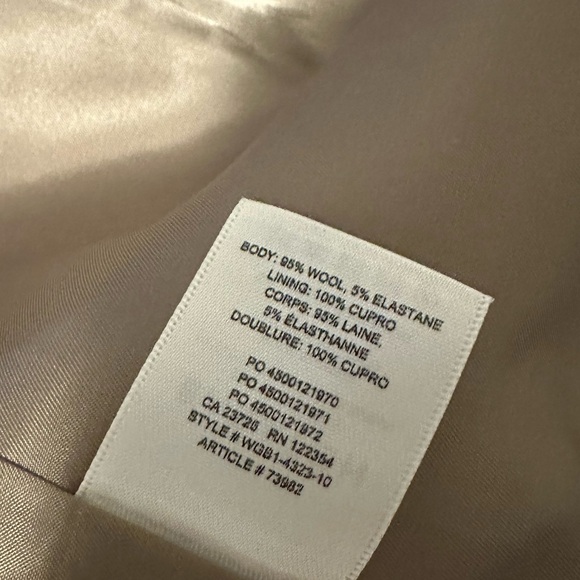 BODY: 95% WOOL, 5% ELASTANE
LINING: 100% CUPRO
CORPS: 95% LAINE,
5% ÉLASTHANNE
DOUBLURE: 100% CUPRO
PO 4500121970
PO 4500121971
PO 4500121972
CA 23726 RN 122354
STYLE # WGB1-4323-10
ARTICLE # 73982